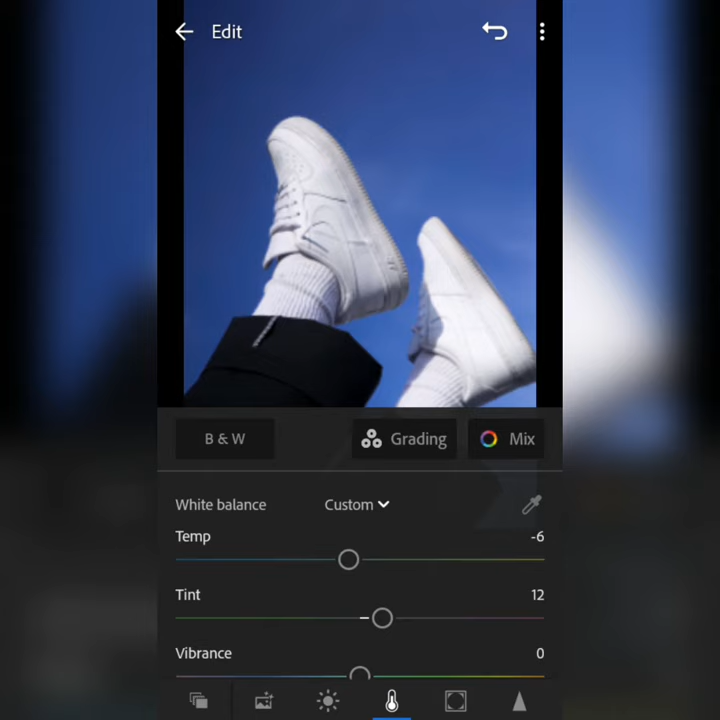 Edit
B & W
Grading
Mix
White balance
Custom
Temp
-6
Tint
12
Vibrance
0